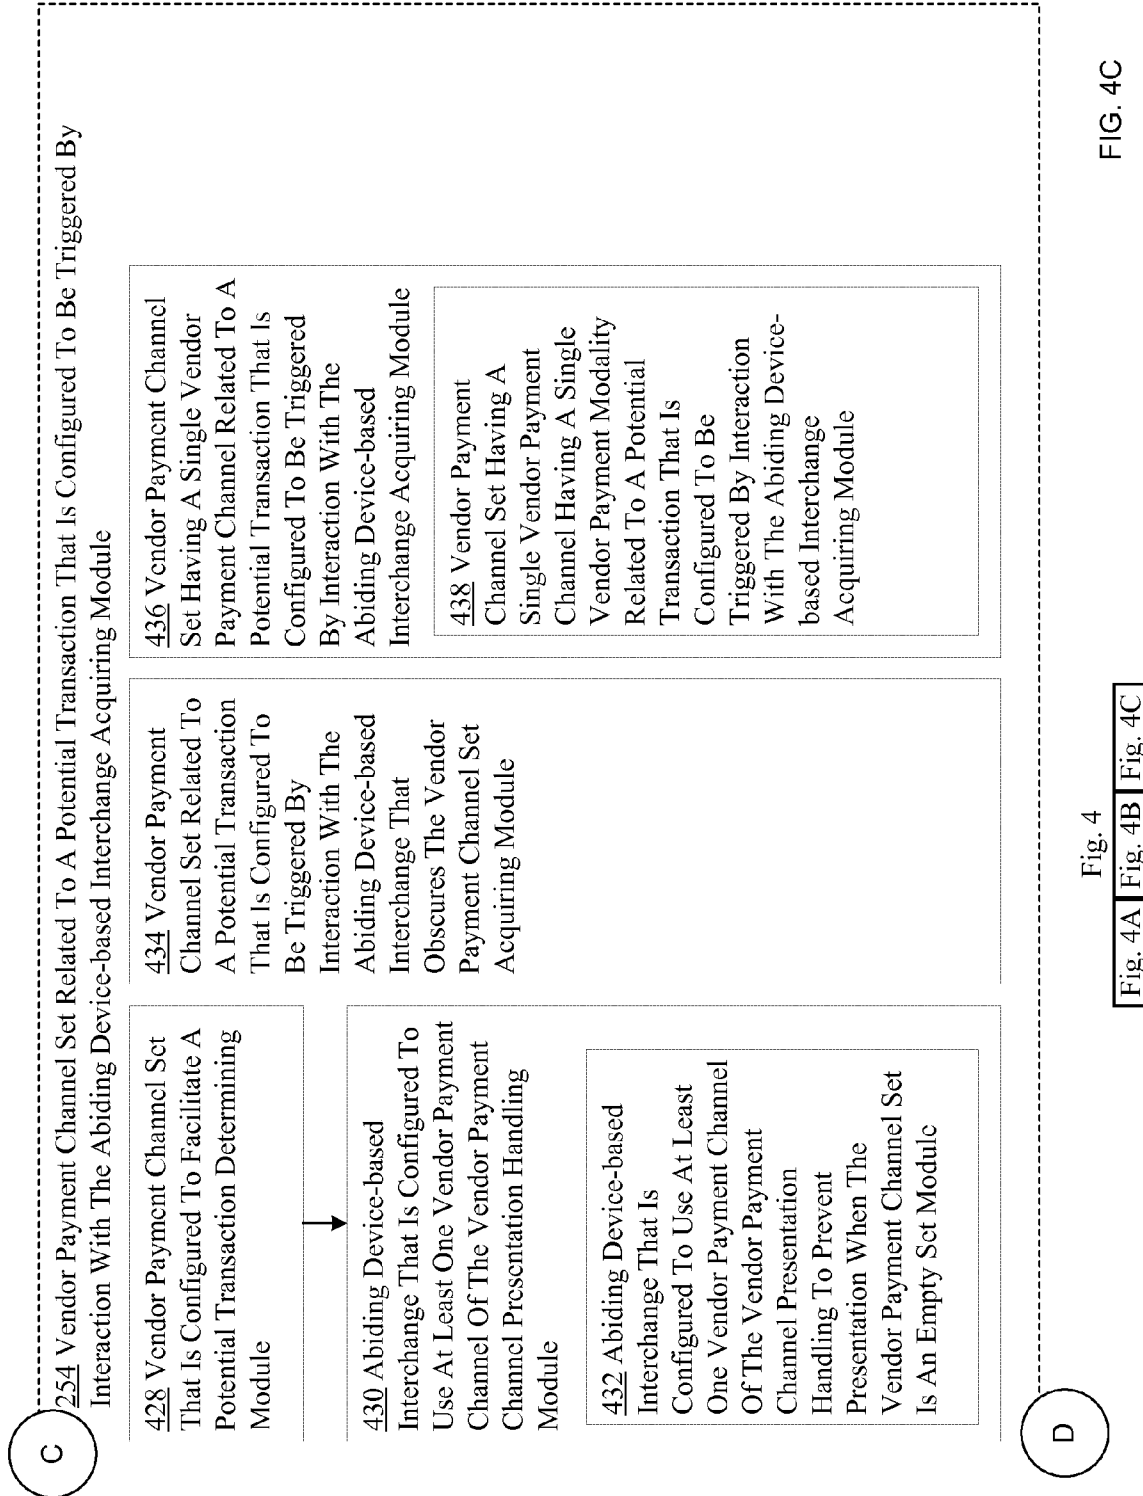 C
254 Vendor Payment Channel Set Related To A Potential Transaction That Is Configured To Be Triggered By
Interaction With The Abiding Device-based Interchange Acquiring Module
428 Vendor Payment Channel Set
That Is Configured To Facilitate A
Potential Transaction Determining
Module
430 Abiding Device-based
Interchange That Is Configured To
Use At Least One Vendor Payment
Channel Of The Vendor Payment
Channel Presentation Handling
Module
432 Abiding Device-based
Interchange That Is
Configured To Use At Least
One Vendor Payment Channel
Of The Vendor Payment
Channel Presentation
Handling To Prevent
Presentation When The
Vendor Payment Channel Set
Is An Empty Set Module
434 Vendor Payment
Channel Set Related To
A Potential Transaction
That Is Configured To
Be Triggered By
Interaction With The
Abiding Device-based
Interchange That
Obscures The Vendor
Payment Channel Set
Acquiring Module
436 Vendor Payment Channel
Set Having A Single Vendor
Payment Channel Related To A
Potential Transaction That Is
Configured To Be Triggered
By Interaction With The
Abiding Device-based
Interchange Acquiring Module
438 Vendor Payment
Channel Set Having A
Single Vendor Payment
Channel Having A Single
Vendor Payment Modality
Related To A Potential
Transaction That Is
Configured To Be
Triggered By Interaction
With The Abiding Device-
based Interchange
Acquiring Module
D
Fig. 4
Fig. 4A Fig. 4B Fig. 4C
FIG. 4C